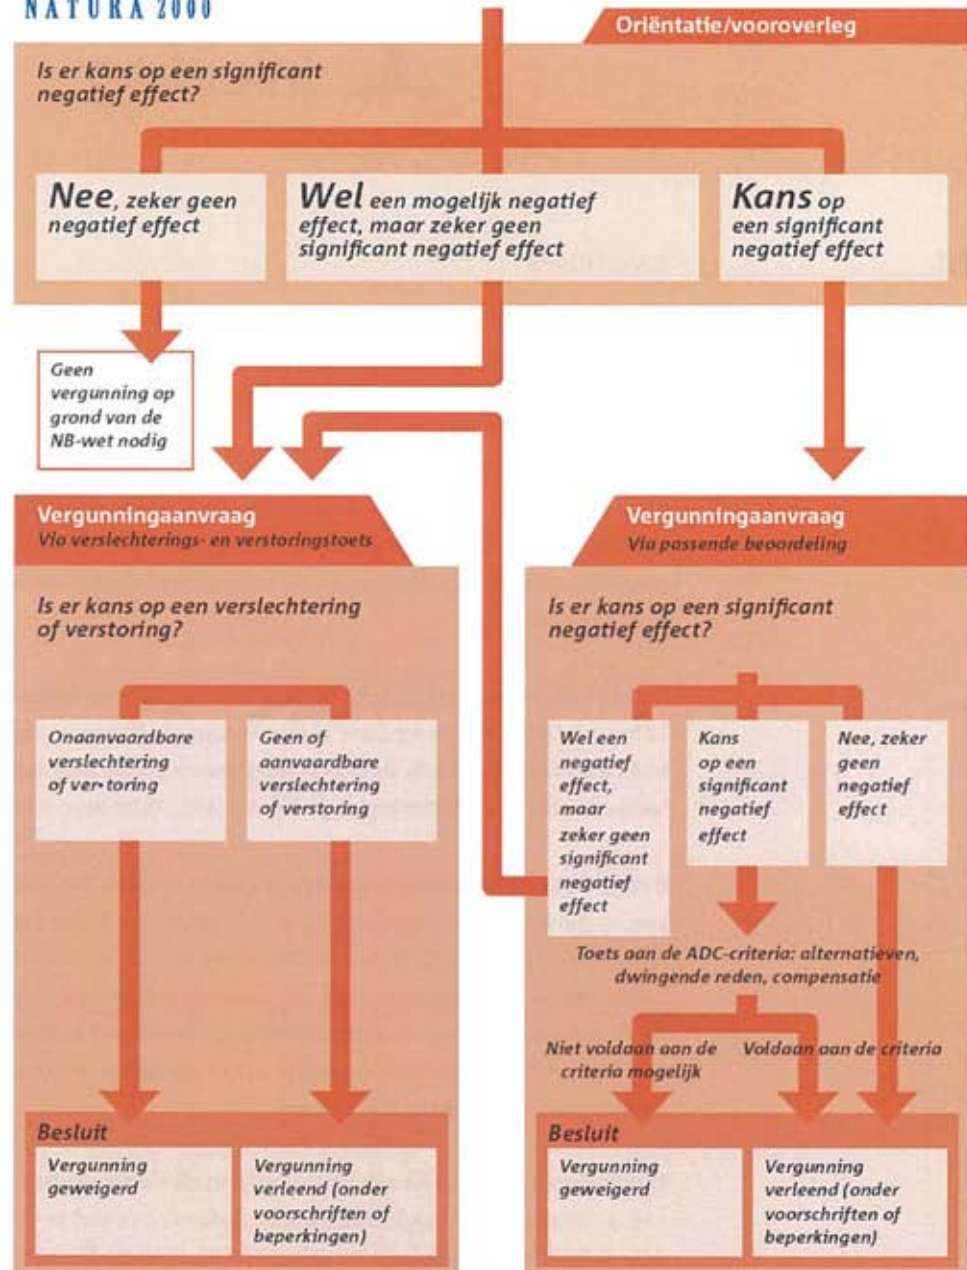 NATURA 2000
Oriëntatie/vooroverleg
Is er kans op een significant
negatief effect?
Nee, zeker geen
negatief effect
Wel een mogelijk negatief
effect, maar zeker geen
significant negatief effect
Kans op
een significant
negatief effect
Geen
vergunning op
grond van de
NB-wet nodig
Vergunningaanvraag
Via verslechterings- en verstoringstoets
Is er kans op een verslechtering
of verstoring?
Onaanvaardbare
verslechtering
of ver•toring
Geen of
aanvaardbare
verslechtering
of verstoring
Besluit
Vergunning
geweigerd
Vergunning
verleend (onder
voorschriften of
beperkingen)
Vergunningaanvraag
Via passende beoordeling
Is er kans op een significant
negatief effect?
Wel een
negatief
effect,
maar
zeker geen
significant
negatief
effect
Kans
op een
significant
negatief
effect
Nee, zeker
geen
negatief
effect
Toets aan de ADC-criteria: alternatieven,
dwingende reden, compensatie
Niet voldaan aan de
criteria mogelijk
Voldaan aan de criteria
Besluit
Vergunning
geweigerd
Vergunning
verleend (onder
voorschriften of
beperkingen)